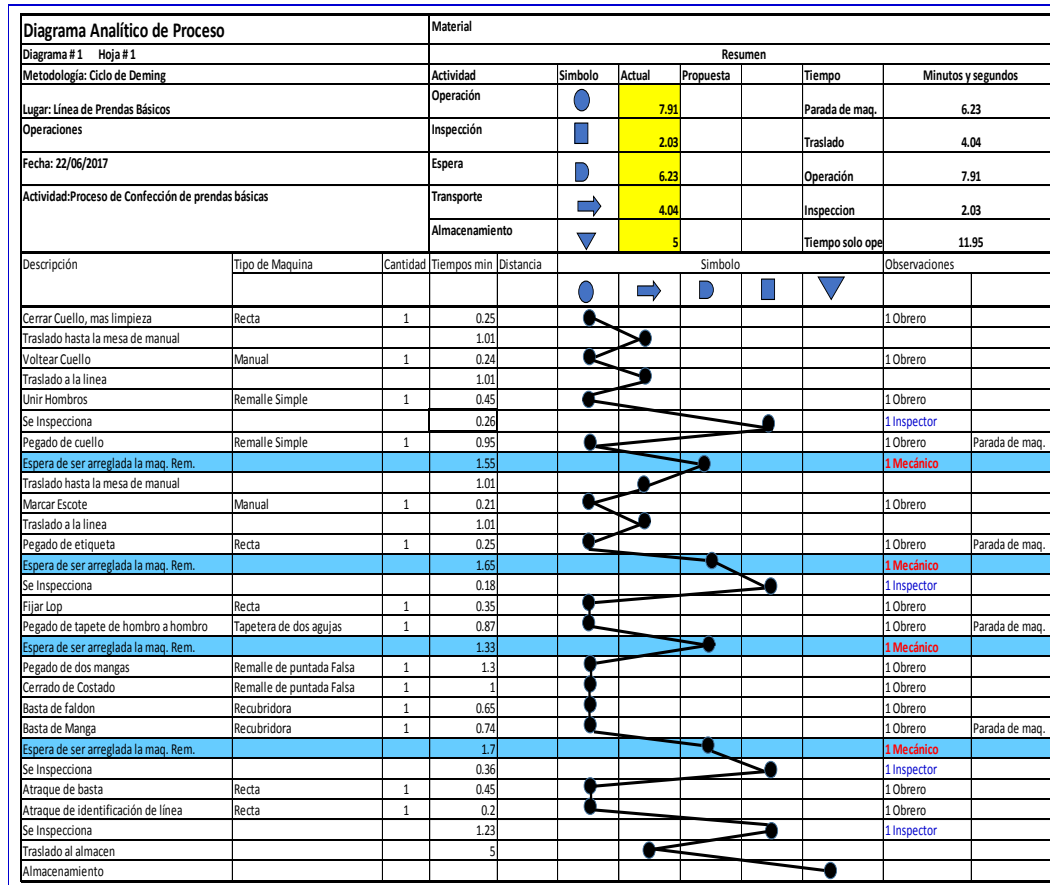 Diagrama Analítico de Proceso Material
Diagrama # 1 Hoja # 1 Resumen
Metodología: Ciclo de Deming Actividad Simbolo Actual Propuesta Tiempo Minutos y segundos
Lugar: Línea de Prendas Básicos Operación 7.91 Parada de maq. 6.23
Operaciones Inspección 2.03 Traslado 4.04
Fecha: 22/06/2017 Espera 6.23 Operación 7.91
Actividad:Proceso de Confección de prendas básicas Transporte 4.04 Inspeccion 2.03
Almacenamiento 5 Tiempo solo ope 11.95
Descripción Tipo de Maquina Cantidad Tiempos min Distancia Simbolo Observaciones
Cerrar Cuello, mas limpieza Recta 1 0.25 1 Obrero
Traslado hasta la mesa de manual 1.01
Voltear Cuello Manual 1 0.24 1 Obrero
Traslado a la linea 1.01
Unir Hombros Remalle Simple 1 0.45 1 Obrero
Se Inspecciona 0.26 1 Inspector
Pegado de cuello Remalle Simple 1 0.95 1 Obrero Parada de maq.
Espera de ser arreglada la maq. Rem. 1.55 1 Mecánico
Traslado hasta la mesa de manual 1.01
Marcar Escote Manual 1 0.21 1 Obrero
Traslado a la linea 1.01
Pegado de etiqueta Recta 1 0.25 1 Obrero Parada de maq.
Espera de ser arreglada la maq. Rem. 1.65 1 Mecánico
Se Inspecciona 0.18 1 Inspector
Fijar Lop Recta 1 0.35 1 Obrero
Pegado de tapete de hombro a hombro Tapetera de dos agujas 1 0.87 1 Obrero Parada de maq.
Espera de ser arreglada la maq. Rem. 1.33 1 Mecánico
Pegado de dos mangas Remalle de puntada Falsa 1 1.3 1 Obrero
Cerrado de Costado Remalle de puntada Falsa 1 1 1 Obrero
Basta de faldon Recubridora 1 0.65 1 Obrero
Basta de Manga Recubridora 1 0.74 1 Obrero Parada de maq.
Espera de ser arreglada la maq. Rem. 1.7 1 Mecánico
Se Inspecciona 0.36 1 Inspector
Atraque de basta Recta 1 0.45 1 Obrero
Atraque de identificación de línea Recta 1 0.2 1 Obrero
Se Inspecciona 1.23 1 Inspector
Traslado al almacen 5
Almacenamiento